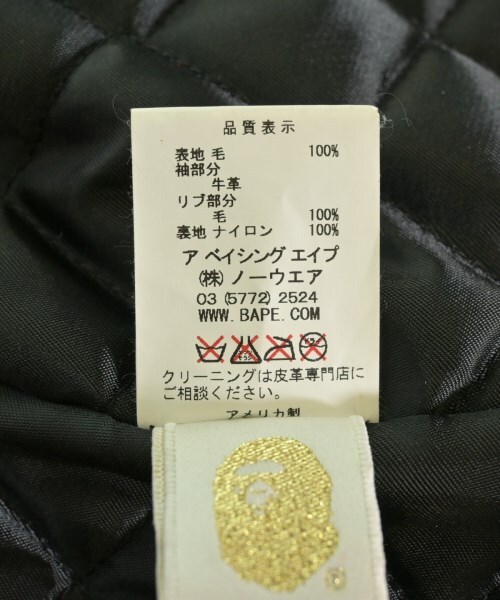 品質表示
表地 毛 100%
袖部分
牛革
リブ部分
毛 100%
裏地 ナイロン 100%
ア ベイシング エイプ
㈱ ノーウエア
03 (5772) 2524
WWW.BAPE.COM
クリーニングは皮革専門店に
ご相談ください。
アメリカ製